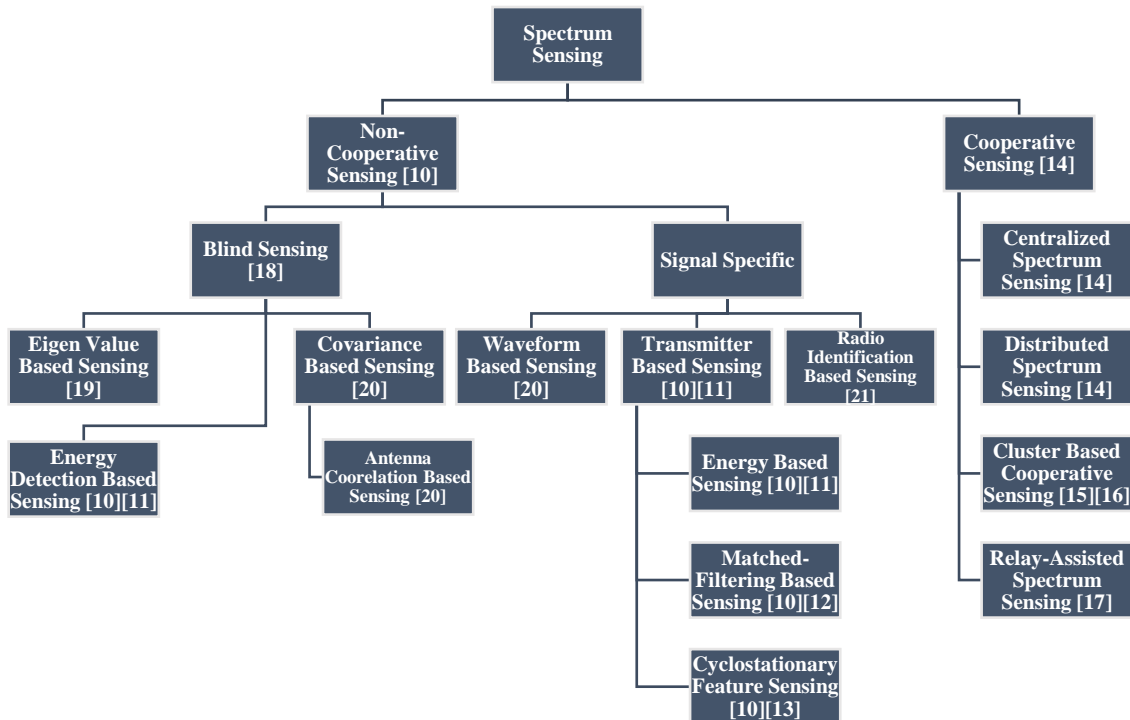 Spectrum
Sensing
Non-
Cooperative
Sensing [10]
Cooperative
Sensing [14]
Blind Sensing
[18]
Signal Specific
Centralized
Spectrum
Sensing [14]
Eigen Value
Based Sensing
[19]
Covariance
Based Sensing
[20]
Waveform
Based Sensing
[20]
Transmitter
Based Sensing
[10][11]
Radio
Identification
Based Sensing
[21]
Distributed
Spectrum
Sensing [14]
Energy
Detection Based
Sensing [10][11]
Antenna
Coorelation Based
Sensing [20]
Energy Based
Sensing [10][11]
Cluster Based
Cooperative
Sensing [15][16]
Matched-
Filtering Based
Sensing [10][12]
Relay-Assisted
Spectrum
Sensing [17]
Cyclostationary
Feature Sensing
[10][13]